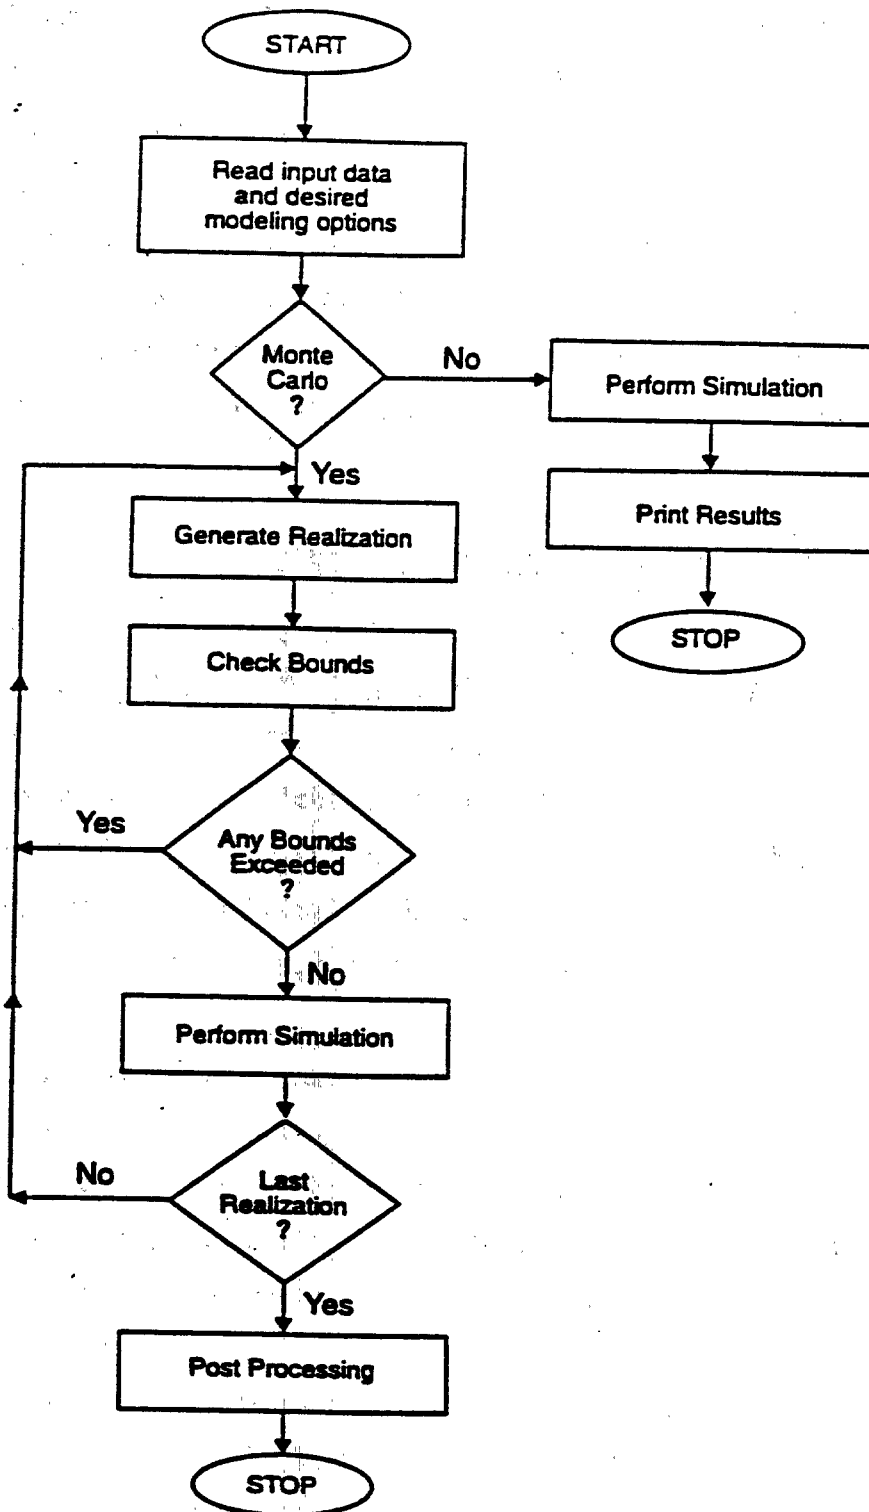 START
Read input data
and desired
modeling options
Monte
Carlo
?
No
Perform Simulation
Yes
Print Results
Generate Realization
STOP
Check Bounds
Yes
Any Bounds
Exceeded
?
No
Perform Simulation
No
Last
Realization
?
Yes
Post Processing
STOP